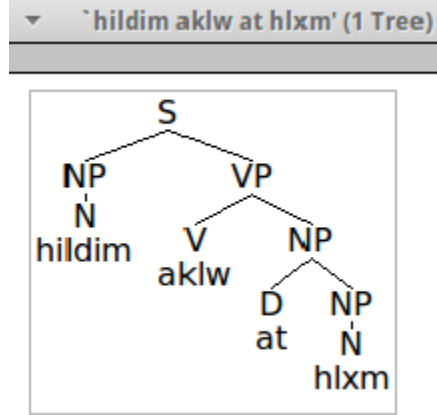 `hildim aklw at hlxm' (1 Tree)
S
NP VP
N V NP
hildim aklw
D NP
at N
hlxm